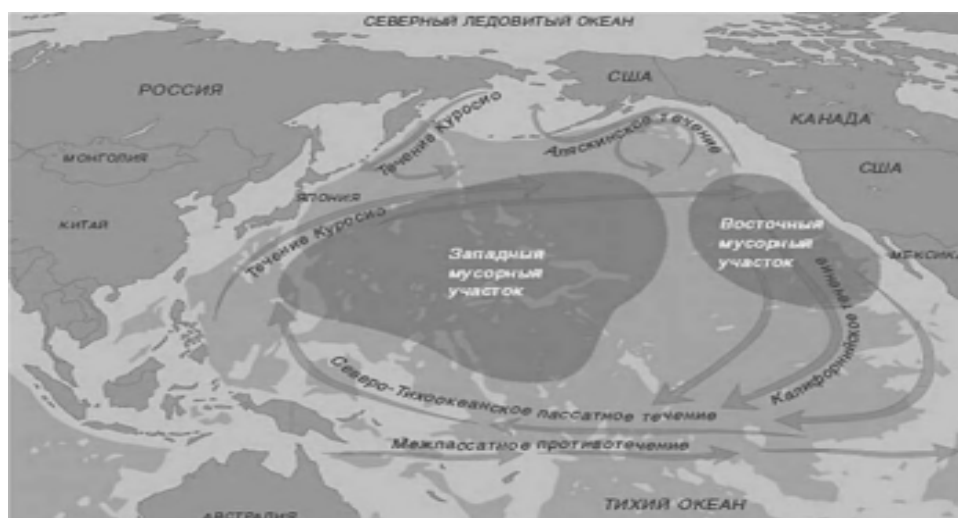 СЕВЕРНЫЙ ЛЕДОВИТЫЙ ОКЕАН
США
РОССИЯ
КАНАДА
Течение Куросио
Аляскинское течение
МОНГОЛИЯ
США
ЯПОНИЯ
КИТАЙ
Течение Куросио
Западный
мусорный
участок
Восточный
мусорный
участок
МЕКСИКА
Калифорнийское течение
Северо-Тихоокеанское пассатное течение
Межпассатное противотечение
ТИХИЙ ОКЕАН
АВСТРАЛИЯ